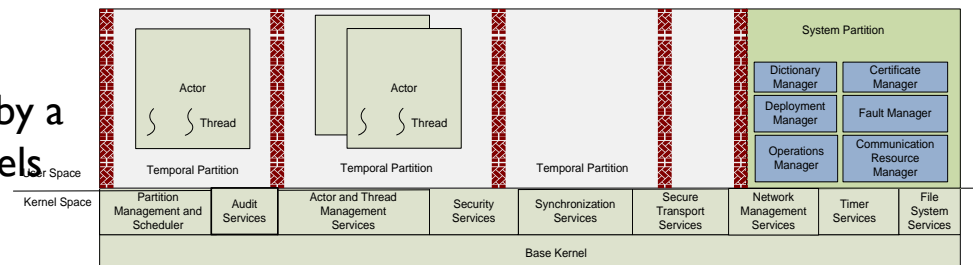 by a
els
User Space
Kernel Space
Actor
Thread
Temporal Partition
Actor
Thread
Temporal Partition
Temporal Partition
System Partition
Dictionary
Manager
Certificate
Manager
Deployment
Manager
Fault Manager
Operations
Manager
Communication
Resource
Manager
Partition
Management and
Scheduler
Audit
Services
Actor and Thread
Management
Services
Security
Services
Synchronization
Services
Secure
Transport
Services
Network
Management
Services
Timer
Services
File
System
Services
Base Kernel